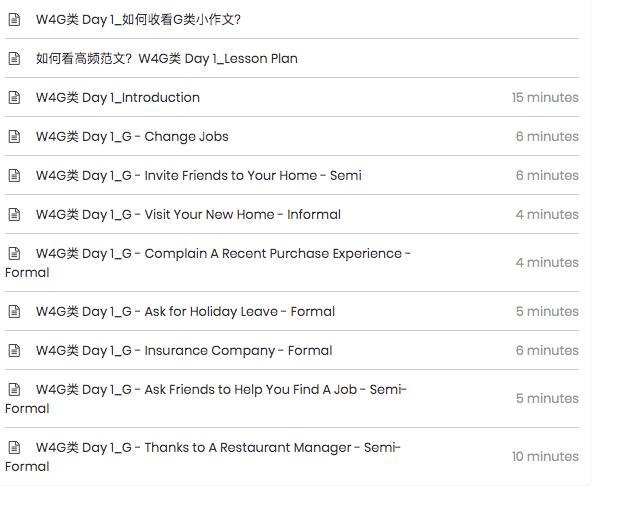 W4G类 Day 1_如何收看G类小作文?
如何看高频范文? W4G类 Day 1_Lesson Plan
W4G类 Day 1_Introduction 15 minutes
W4G类 Day 1_G - Change Jobs 6 minutes
W4G类 Day 1_G - Invite Friends to Your Home - Semi 6 minutes
W4G类 Day 1_G - Visit Your New Home - Informal 4 minutes
W4G类 Day 1_G - Complain A Recent Purchase Experience -
Formal
4 minutes
W4G类 Day 1_G - Ask for Holiday Leave - Formal 5 minutes
W4G类 Day 1_G - Insurance Company - Formal 6 minutes
W4G类 Day 1_G - Ask Friends to Help You Find A Job - Semi-
Formal
5 minutes
W4G类 Day 1_G - Thanks to A Restaurant Manager - Semi-
Formal
10 minutes